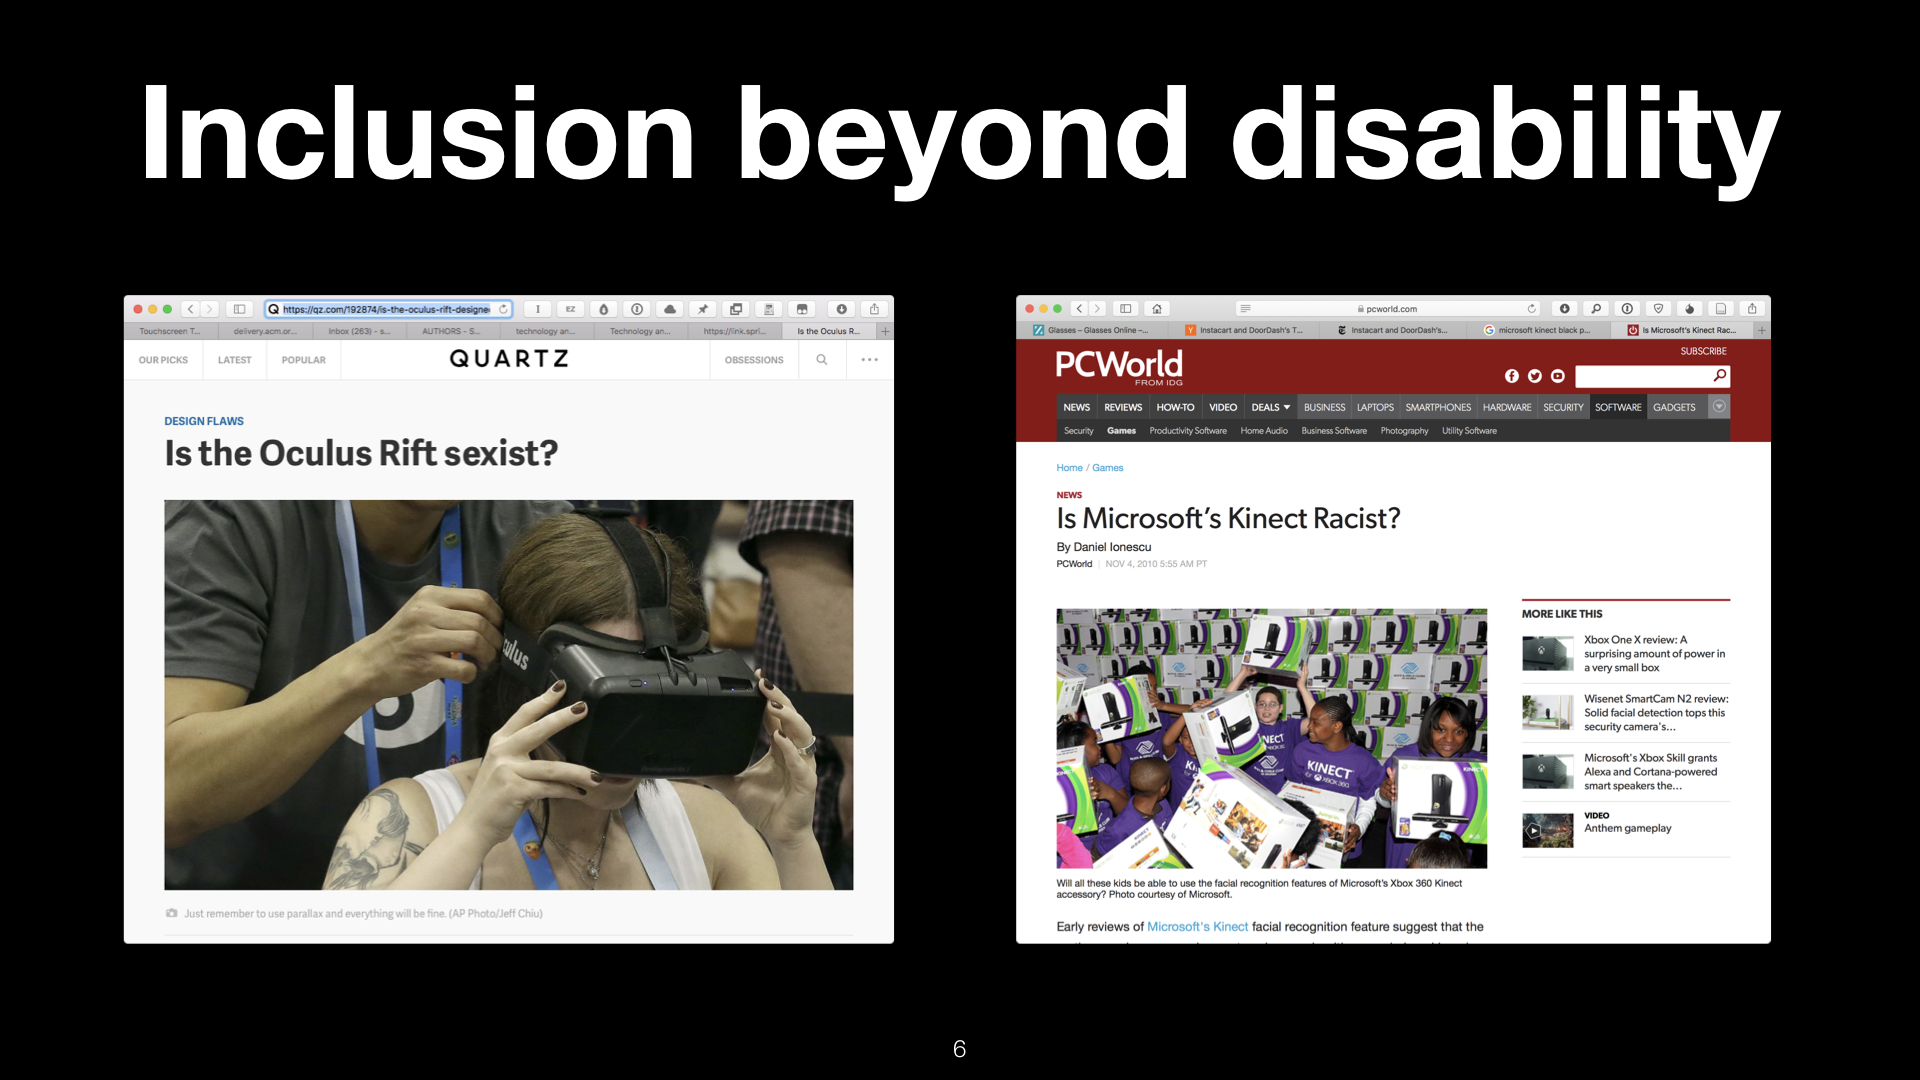 Inclusion beyond disability
https://qz.com/192874/is-the-oculus-rift-designe
I
EZ
Touchscreen T...
delivery.acm.or...
Inbox (263) - s...
AUTHORS - S...
technology an...
Technology an...
https://link.spri...
Is the Oculus R...
OUR PICKS
LATEST
POPULAR
QUARTZ
OBSESSIONS
DESIGN FLAWS
Is the Oculus Rift sexist?
culus
Just remember to use parallax and everything will be fine. (AP Photo/Jeff Chiu)
pcworld.com
Glasses – Glasses Online –...
Instacart and DoorDash's T...
Instacart and DoorDash's...
microsoft kinect black p...
Is Microsoft's Kinect Rac...
PCWorld
FROM IDG
SUBSCRIBE
NEWS REVIEWS HOW-TO VIDEO DEALS BUSINESS LAPTOPS SMARTPHONES HARDWARE SECURITY SOFTWARE GADGETS
Security Games Productivity Software Home Audio Business Software Photography Utility Software
Home / Games
NEWS
Is Microsoft's Kinect Racist?
By Daniel Ionescu
PCWorld | NOV 4, 2010 5:55 AM PT
KINECT
for XBOX 360
Will all these kids be able to use the facial recognition features of Microsoft's Xbox 360 Kinect
accessory? Photo courtesy of Microsoft.
Early reviews of Microsoft's Kinect facial recognition feature suggest that the
MORE LIKE THIS
Xbox One X review: A
surprising amount of power in
a very small box
Wisenet SmartCam N2 review:
Solid facial detection tops this
security camera's...
Microsoft's Xbox Skill grants
Alexa and Cortana-powered
smart speakers the...
VIDEO
Anthem gameplay
6